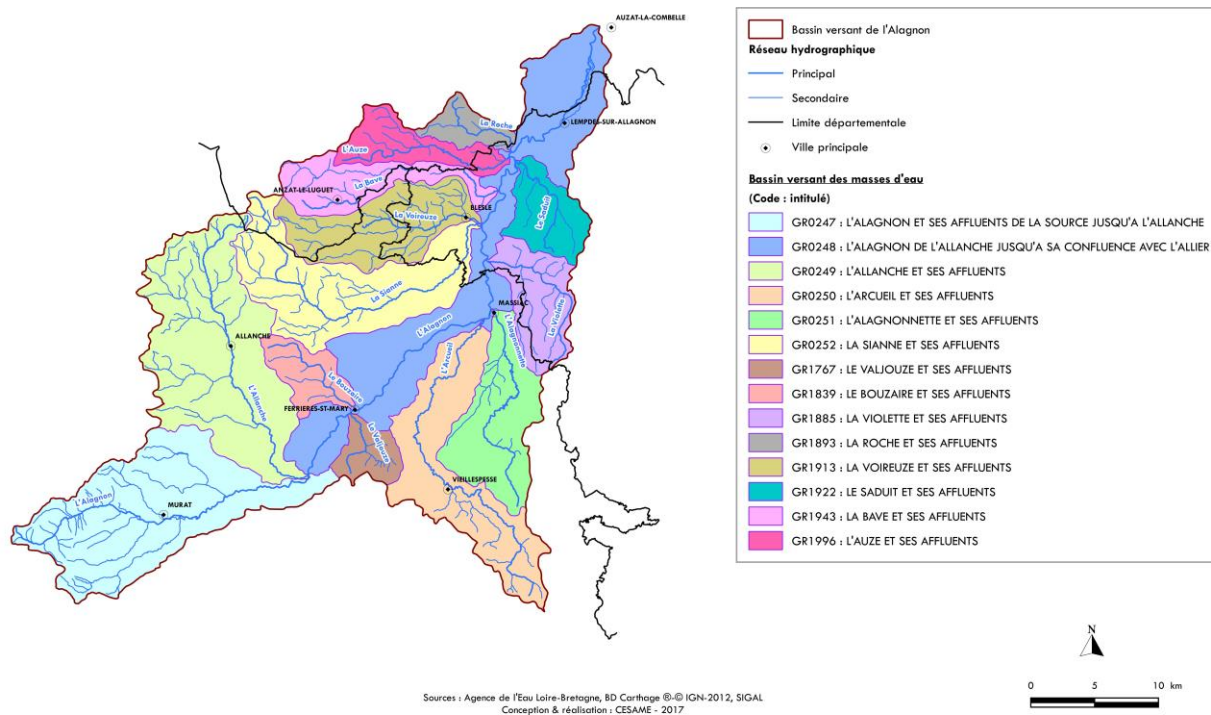 AUZAT-LA-COMBELLE
LEMPDES-SUR-ALLAGNON
La Roche
L'Auze
La Bave
ANZAT-LE-LUGUET
La Voireuze
BLESLE
Le Saduit
La Sianne
MASSIAC
La Violette
L'Alagnon
L'Alagnonnette
ALLANCHE
L'Arcueil
Le Bouzaire
L'Allanche
FERRIERES-ST-MARY
La Valjouze
VIEILLESPESSE
L'Alagnon
MURAT
Bassin versant de l'Alagnon
Réseau hydrographique
Principal
Secondaire
Limite départementale
Ville principale
Bassin versant des masses d'eau
(Code : intitulé)
GR0247 : L'ALAGNON ET SES AFFLUENTS DE LA SOURCE JUSQU'A L'ALLANCHE
GR0248 : L'ALAGNON DE L'ALLANCHE JUSQU'A SA CONFLUENCE AVEC L'ALLIER
GR0249 : L'ALLANCHE ET SES AFFLUENTS
GR0250 : L'ARCUEIL ET SES AFFLUENTS
GR0251 : L'ALAGNONNETTE ET SES AFFLUENTS
GR0252 : LA SIANNE ET SES AFFLUENTS
GR1767 : LE VALJOUZE ET SES AFFLUENTS
GR1839 : LE BOUZAIRE ET SES AFFLUENTS
GR1885 : LA VIOLETTE ET SES AFFLUENTS
GR1893 : LA ROCHE ET SES AFFLUENTS
GR1913 : LA VOIREUZE ET SES AFFLUENTS
GR1922 : LE SADUIT ET SES AFFLUENTS
GR1943 : LA BAVE ET SES AFFLUENTS
GR1996 : L'AUZE ET SES AFFLUENTS
N
0 5 10 km
Sources : Agence de l'Eau Loire-Bretagne, BD Carthage ®-© IGN-2012, SIGAL
Conception & réalisation : CESAME - 2017